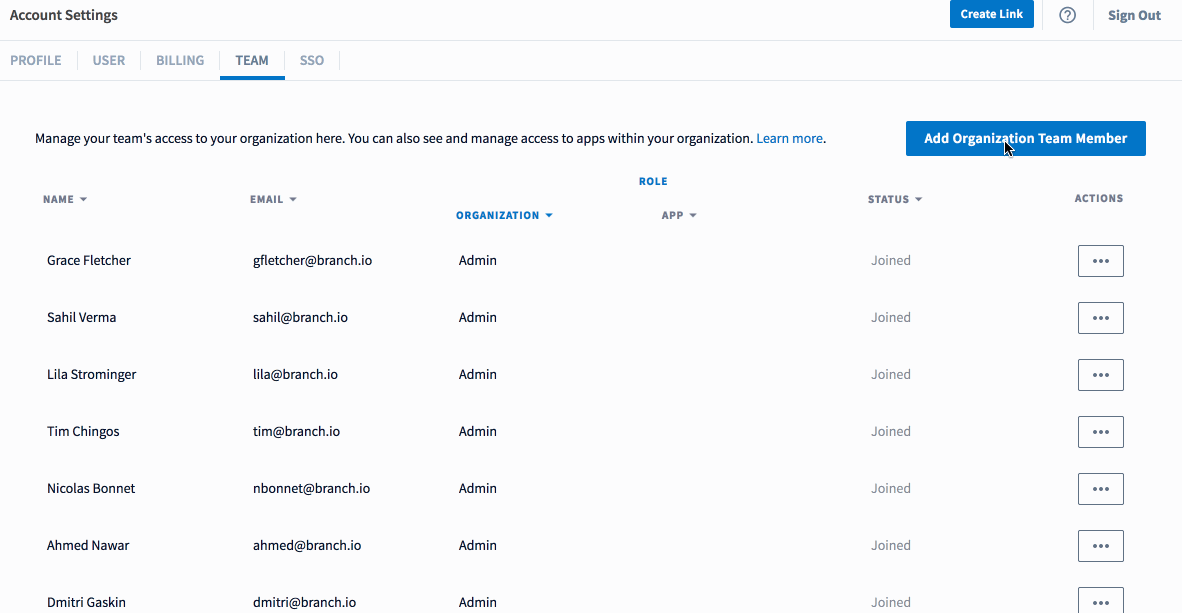 Account Settings
Create Link
?
Sign Out
PROFILE USER BILLING TEAM SSO
Manage your team's access to your organization here. You can also see and manage access to apps within your organization. Learn more.
Add Organization Team Member
ROLE
NAME EMAIL STATUS ACTIONS
ORGANIZATION APP
Grace Fletcher gfletcher@branch.io Admin Joined
Sahil Verma sahil@branch.io Admin Joined
Lila Strominger lila@branch.io Admin Joined
Tim Chingos tim@branch.io Admin Joined
Nicolas Bonnet nbonnet@branch.io Admin Joined
Ahmed Nawar ahmed@branch.io Admin Joined
Dmitri Gaskin dmitri@branch.io Admin Joined